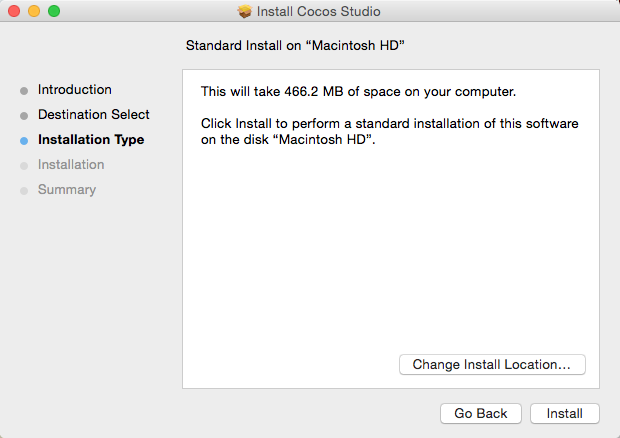 Install Cocos Studio
Standard Install on “Macintosh HD”
Introduction
Destination Select
Installation Type
Installation
Summary
This will take 466.2 MB of space on your computer.
Click Install to perform a standard installation of this software
on the disk “Macintosh HD”.
Change Install Location...
Go Back
Install